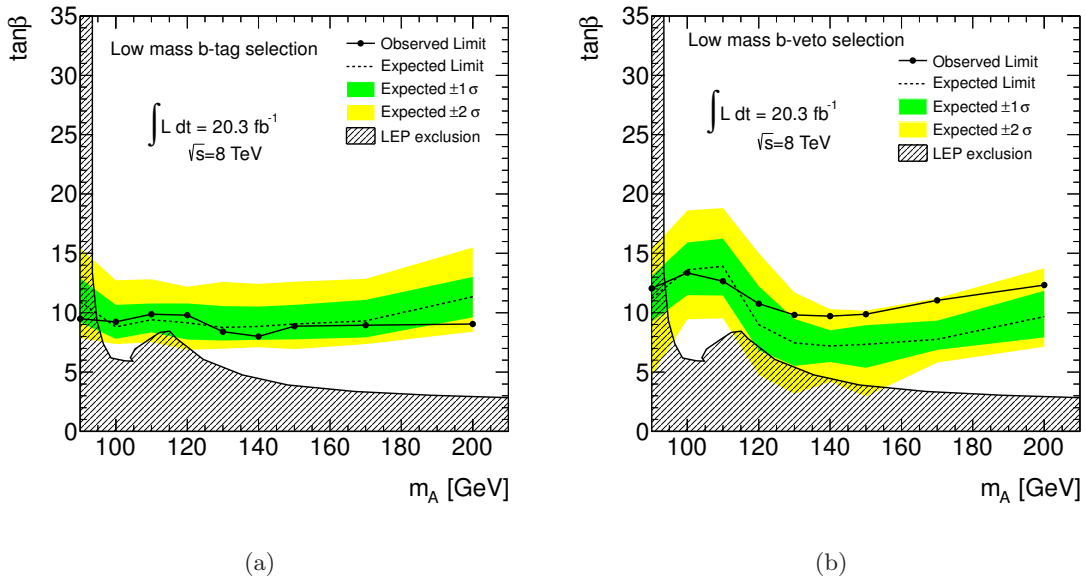 tanβ
35
30
25
20
15
10
5
0
Low mass b-tag selection
Observed Limit
Expected Limit
Expected ±1 σ
Expected ±2 σ
LEP exclusion
∫ L dt = 20.3 fb⁻¹
√s=8 TeV
100 120 140 160 180 200
m_A [GeV]
(a)
tanβ
35
30
25
20
15
10
5
0
Low mass b-veto selection
Observed Limit
Expected Limit
Expected ±1 σ
Expected ±2 σ
LEP exclusion
∫ L dt = 20.3 fb⁻¹
√s=8 TeV
100 120 140 160 180 200
m_A [GeV]
(b)